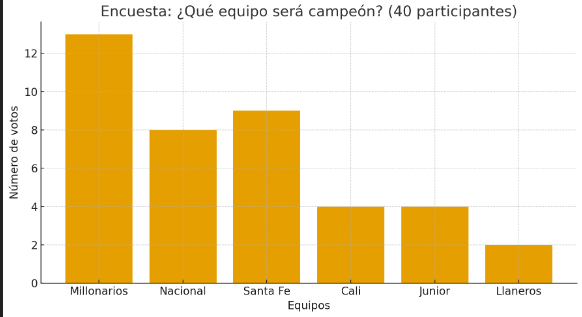 Encuesta: ¿Qué equipo será campeón? (40 participantes)
Número de votos
12
10
8
6
4
2
0
Millonarios Nacional Santa Fe Cali Junior Llaneros
Equipos